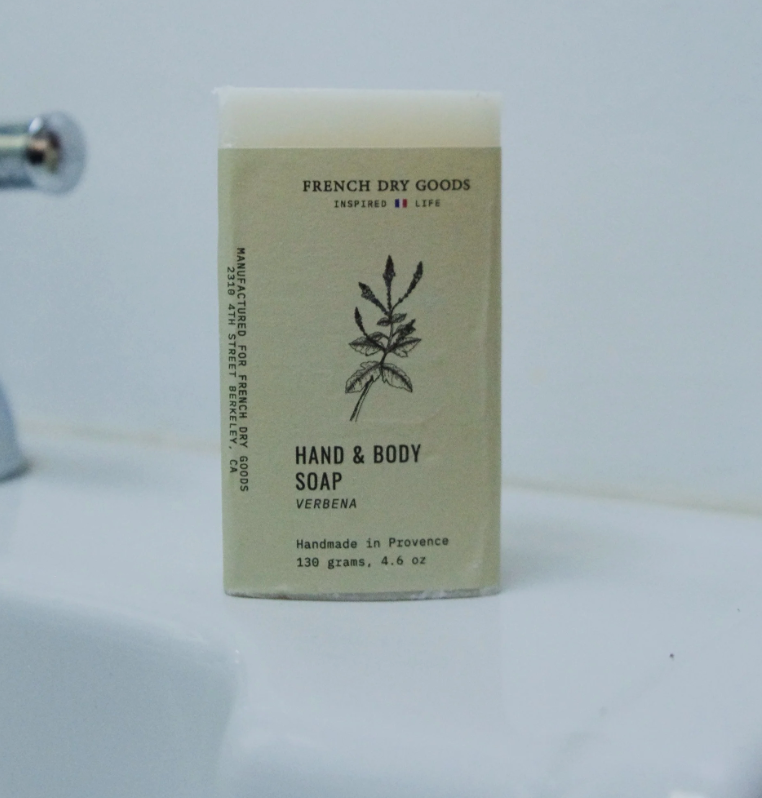 FRENCH DRY GOODS
INSPIRED LIFE
MANUFACTURED FOR FRENCH DRY GOODS
2310 4TH STREET BERKELEY, CA
HAND & BODY
SOAP
VERBENA
Handmade in Provence
130 grams, 4.6 oz